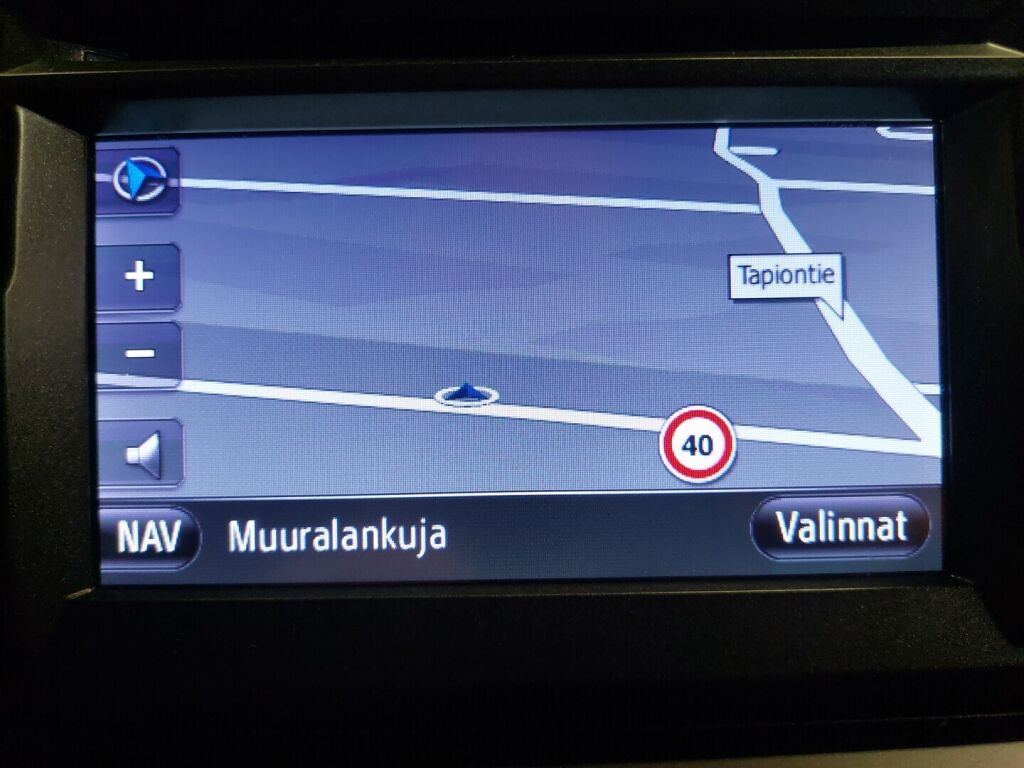 +
Tapiontie
−
40
NAV Muuralankuja Valinnat